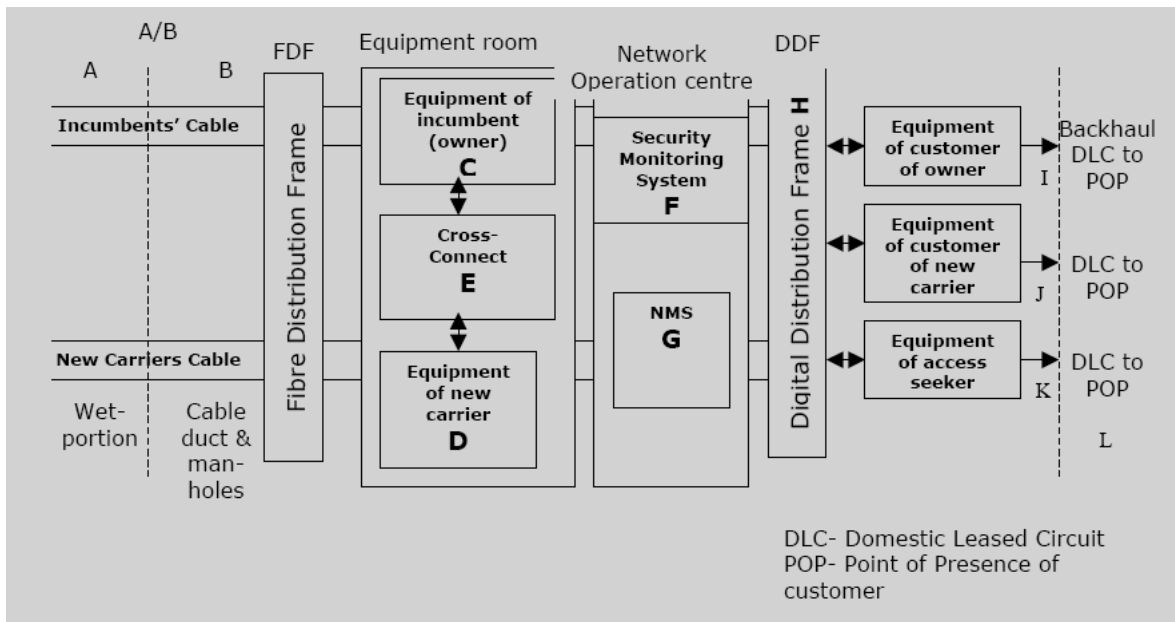 A/B
A
B
FDF
Equipment room
Network
Operation centre
DDF
Incumbents' Cable
New Carriers Cable
Wet-
portion
Cable
duct &
man-
holes
Fibre Distribution Frame
Equipment of
incumbent
(owner)
C
Cross-
Connect
E
Equipment
of new
carrier
D
Security
Monitoring
System
F
NMS
G
Digital Distribution Frame H
Equipment
of customer
of owner
I
Equipment
of customer
of new
carrier
J
Equipment
of access
seeker
K
Backhaul
DLC to
POP
DLC to
POP
DLC to
POP
L
DLC- Domestic Leased Circuit
POP- Point of Presence of
customer